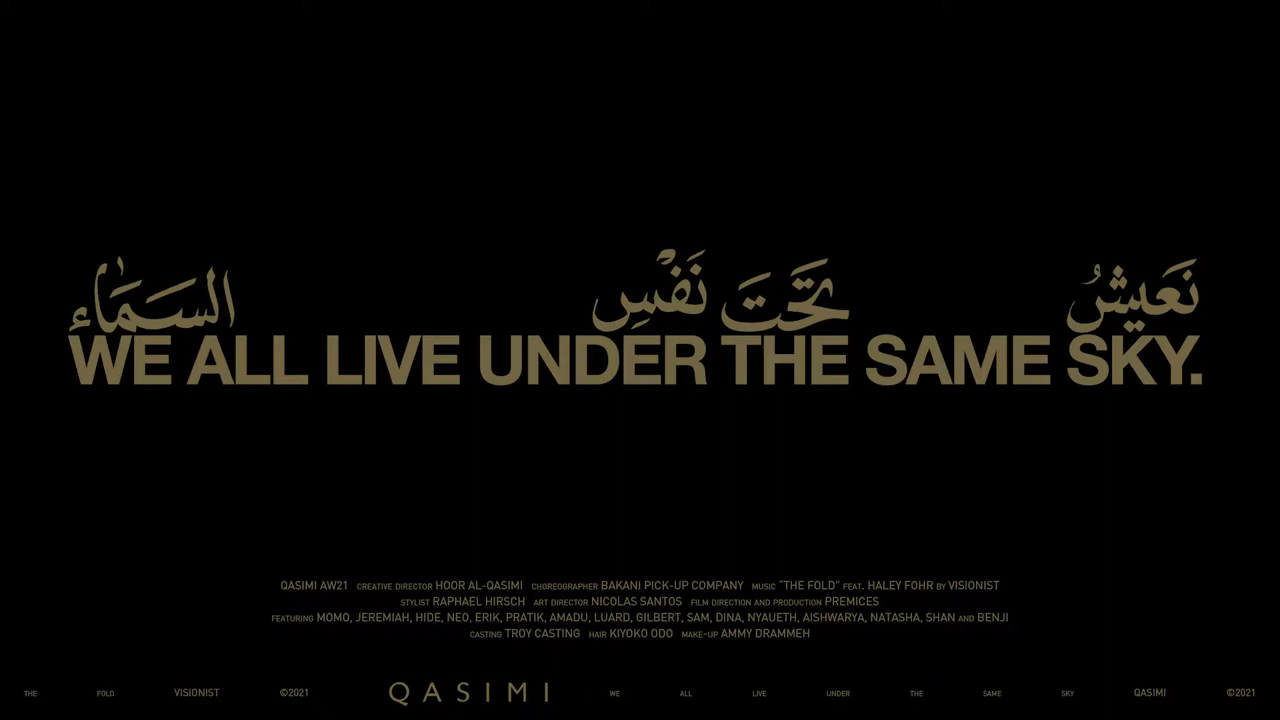 نَعِيشُ تَحْتَ نَفْسِ السَمَاء
WE ALL LIVE UNDER THE SAME SKY.
QASIMI AW21 CREATIVE DIRECTOR HOOR AL-QASIMI CHOREOGRAPHER BAKANI PICK-UP COMPANY MUSIC "THE FOLD" FEAT. HALEY FOHR BY VISIONIST
STYLIST RAPHAEL HIRSCH ART DIRECTOR NICOLAS SANTOS FILM DIRECTION AND PRODUCTION PREMICES
FEATURING MOMO, JEREMIAH, HIDE, NEO, ERIK, PRATIK, AMADU, LUARD, GILBERT, SAM, DINA, NYAUETH, AISHWARYA, NATASHA, SHAN AND BENJI
CASTING TROY CASTING HAIR KIYOKO ODO MAKE-UP AMMY DRAMMEH
THE FOLD VISIONIST ©2021 QASIMI WE ALL LIVE UNDER THE SAME SKY QASIMI ©2021